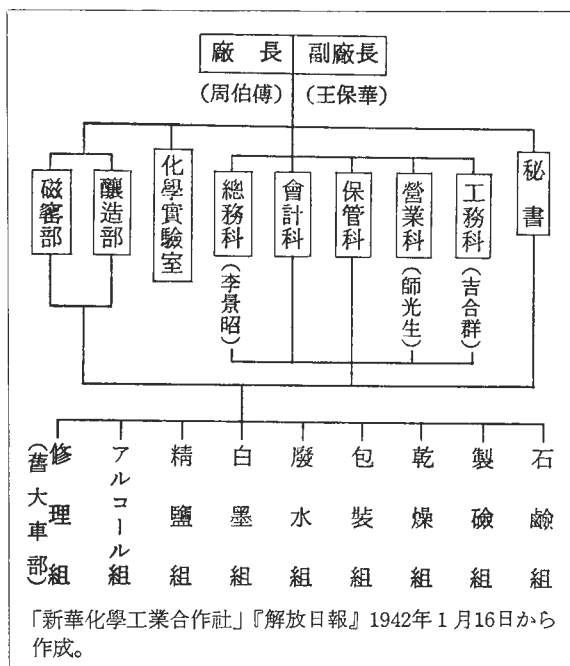 廠長
副廠長
(周伯傅)
(王保華)
磁窰部
釀造部
化學實驗室
總務科
(李景昭)
會計科
保管科
營業科
(師光生)
工務科
(吉合群)
秘書
修理組
(舊大車部)
アルコール組
精鹽組
白墨組
廢水組
包裝組
乾燥組
製礆組
石鹼組
「新華化學工業合作社」『解放日報』1942年1月16日から
作成。